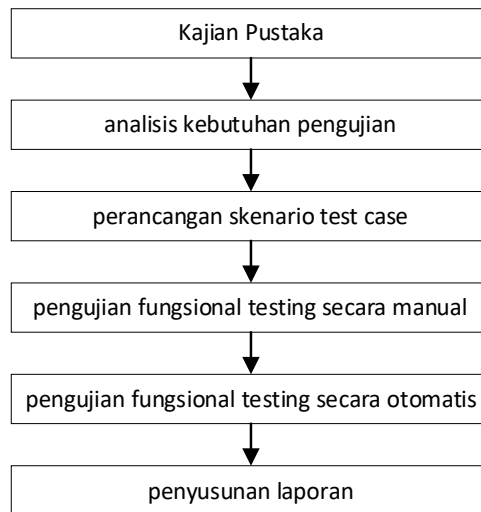 Kajian Pustaka
analisis kebutuhan pengujian
perancangan skenario test case
pengujian fungsional testing secara manual
pengujian fungsional testing secara otomatis
penyusunan laporan